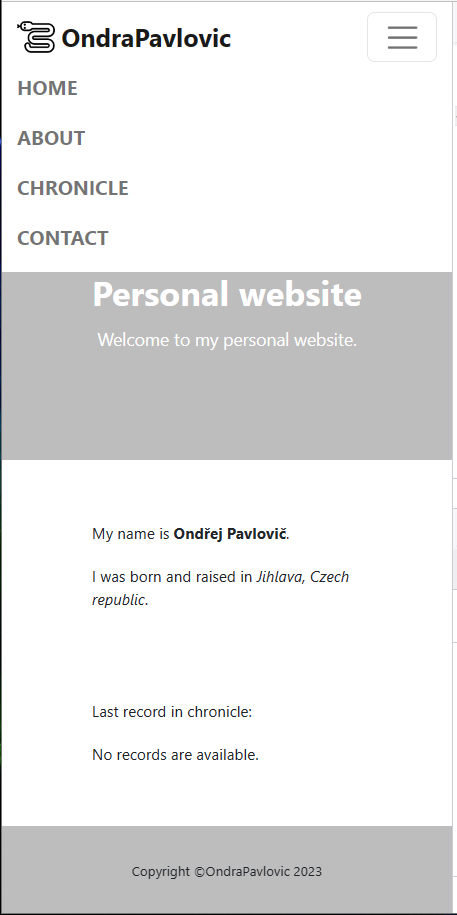 OndraPavlovic
HOME
ABOUT
CHRONICLE
CONTACT
Personal website
Welcome to my personal website.
My name is Ondřej Pavlovič.
I was born and raised in Jihlava, Czech
republic.
Last record in chronicle:
No records are available.
Copyright ©OndraPavlovic 2023